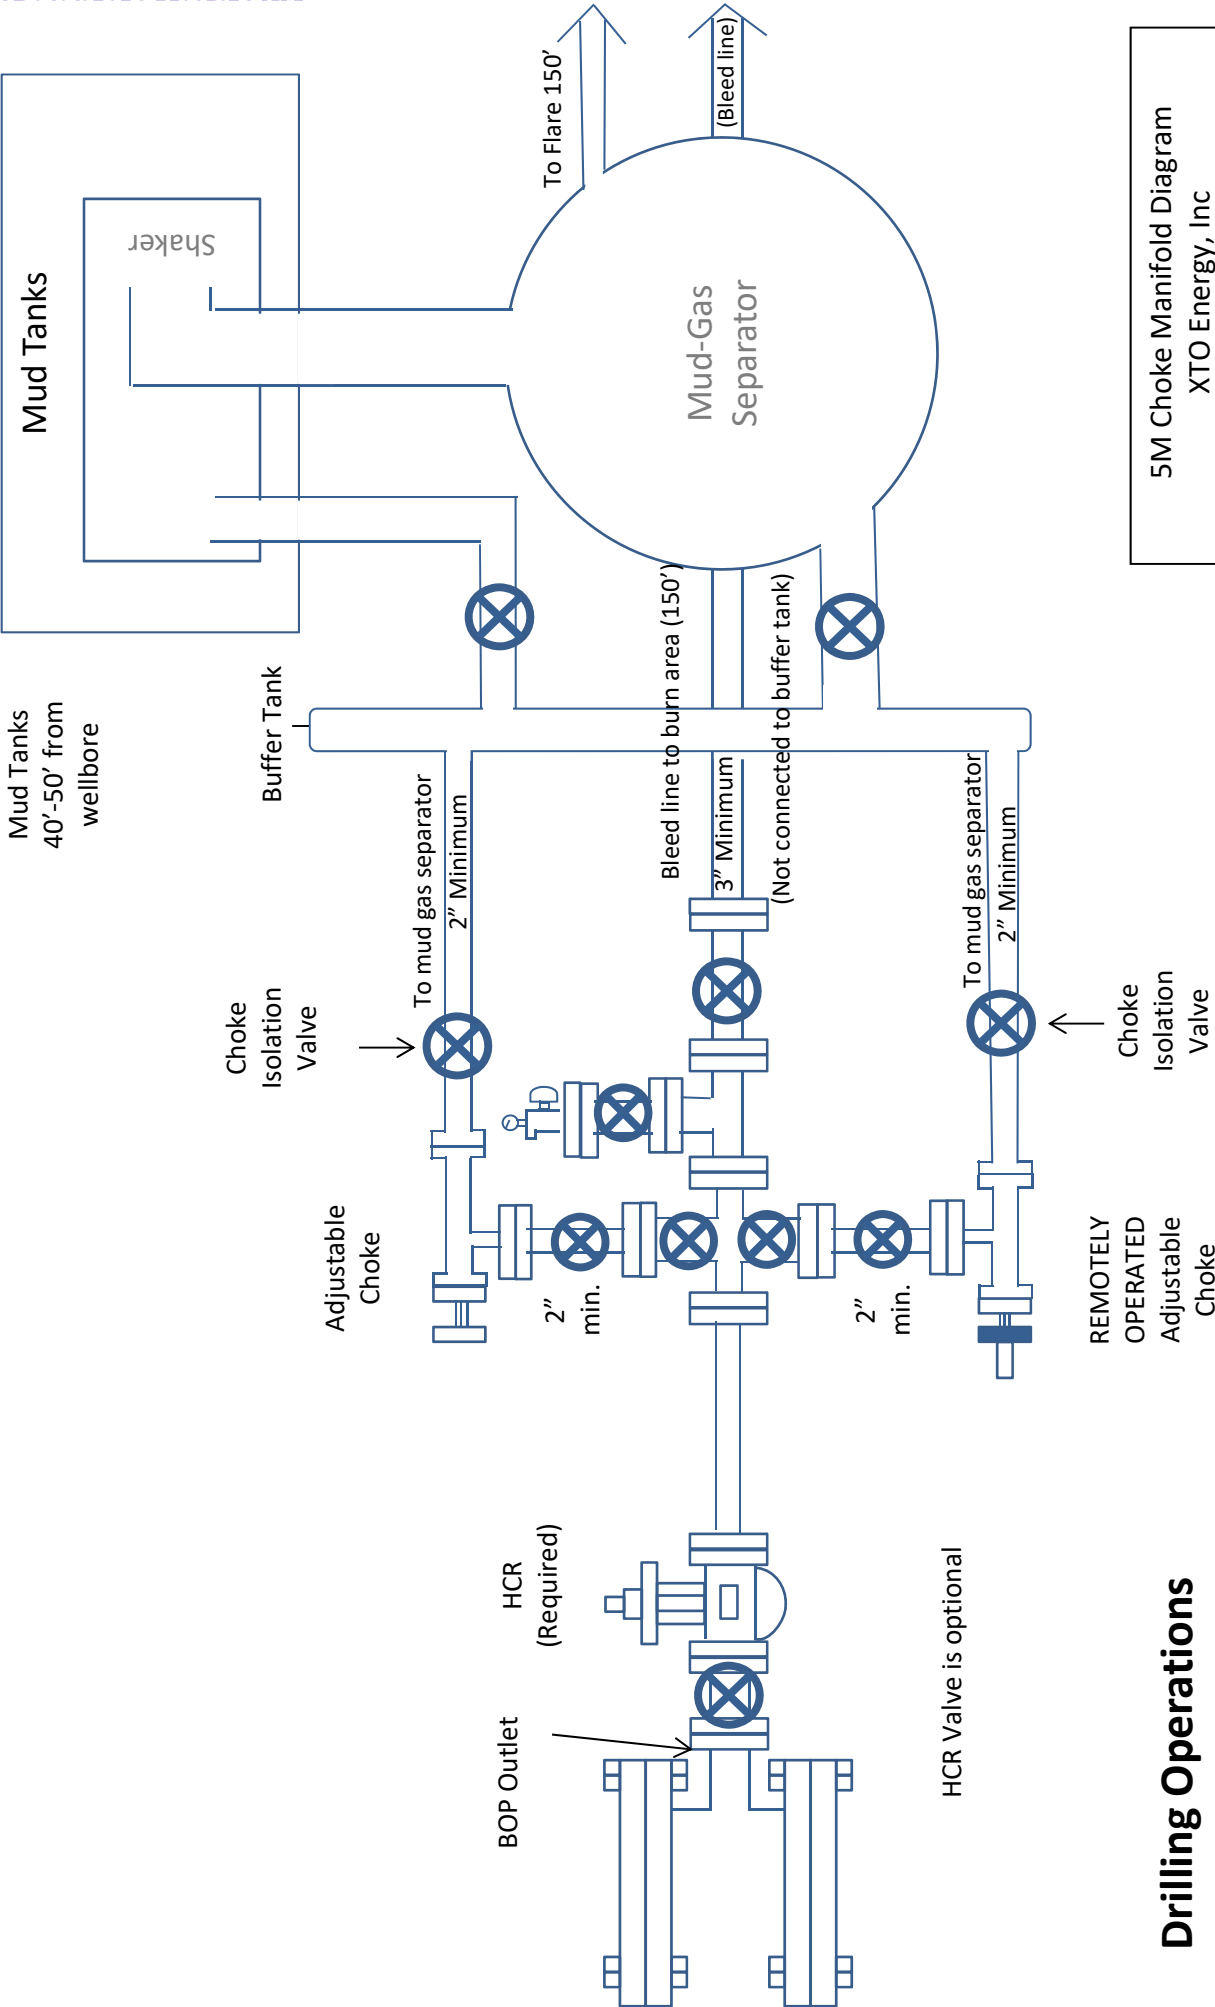 Mud Tanks
Shaker
Mud Tanks
40’-50’ from
wellbore
Buffer Tank
To Flare 150’
(Bleed line)
Mud-Gas
Separator
Choke
Isolation
Valve
To mud gas separator
2” Minimum
Bleed line to burn area (150’)
3” Minimum
(Not connected to buffer tank)
To mud gas separator
2” Minimum
Choke
Isolation
Valve
Adjustable
Choke
2”
min.
2”
min.
REMOTELY
OPERATED
Adjustable
Choke
HCR
(Required)
BOP Outlet
HCR Valve is optional
Drilling Operations
5M Choke Manifold Diagram
XTO Energy, Inc